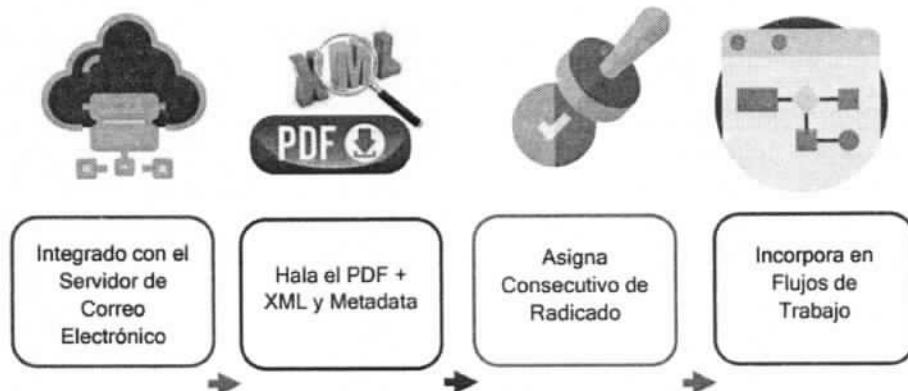 XML
PDF
Integrado con el
Servidor de
Correo
Electrónico
Hala el PDF +
XML y Metadata
Asigna
Consecutivo de
Radicado
Incorpora en
Flujos de
Trabajo